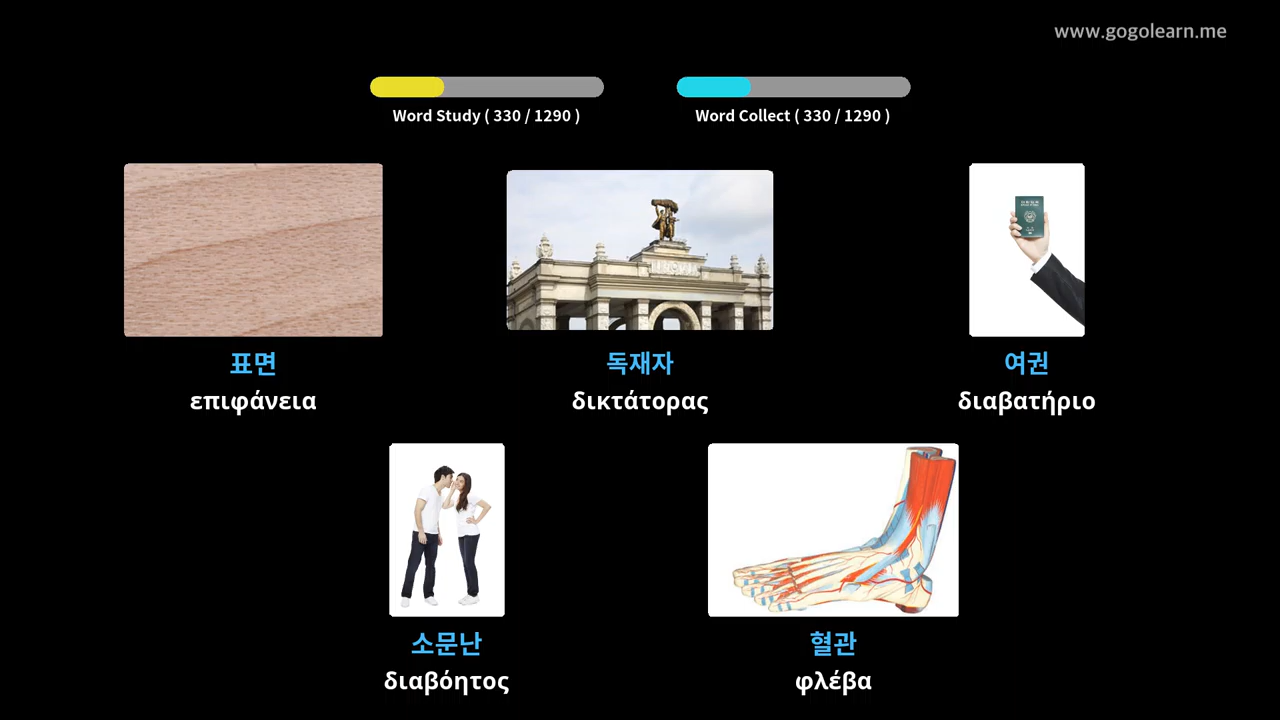 www.gogolearn.me
Word Study ( 330 / 1290 )
Word Collect ( 330 / 1290 )
표면
επιφάνεια
독재자
δικτάτορας
여권
διαβατήριο
소문난
διαβόητος
혈관
φλέβα